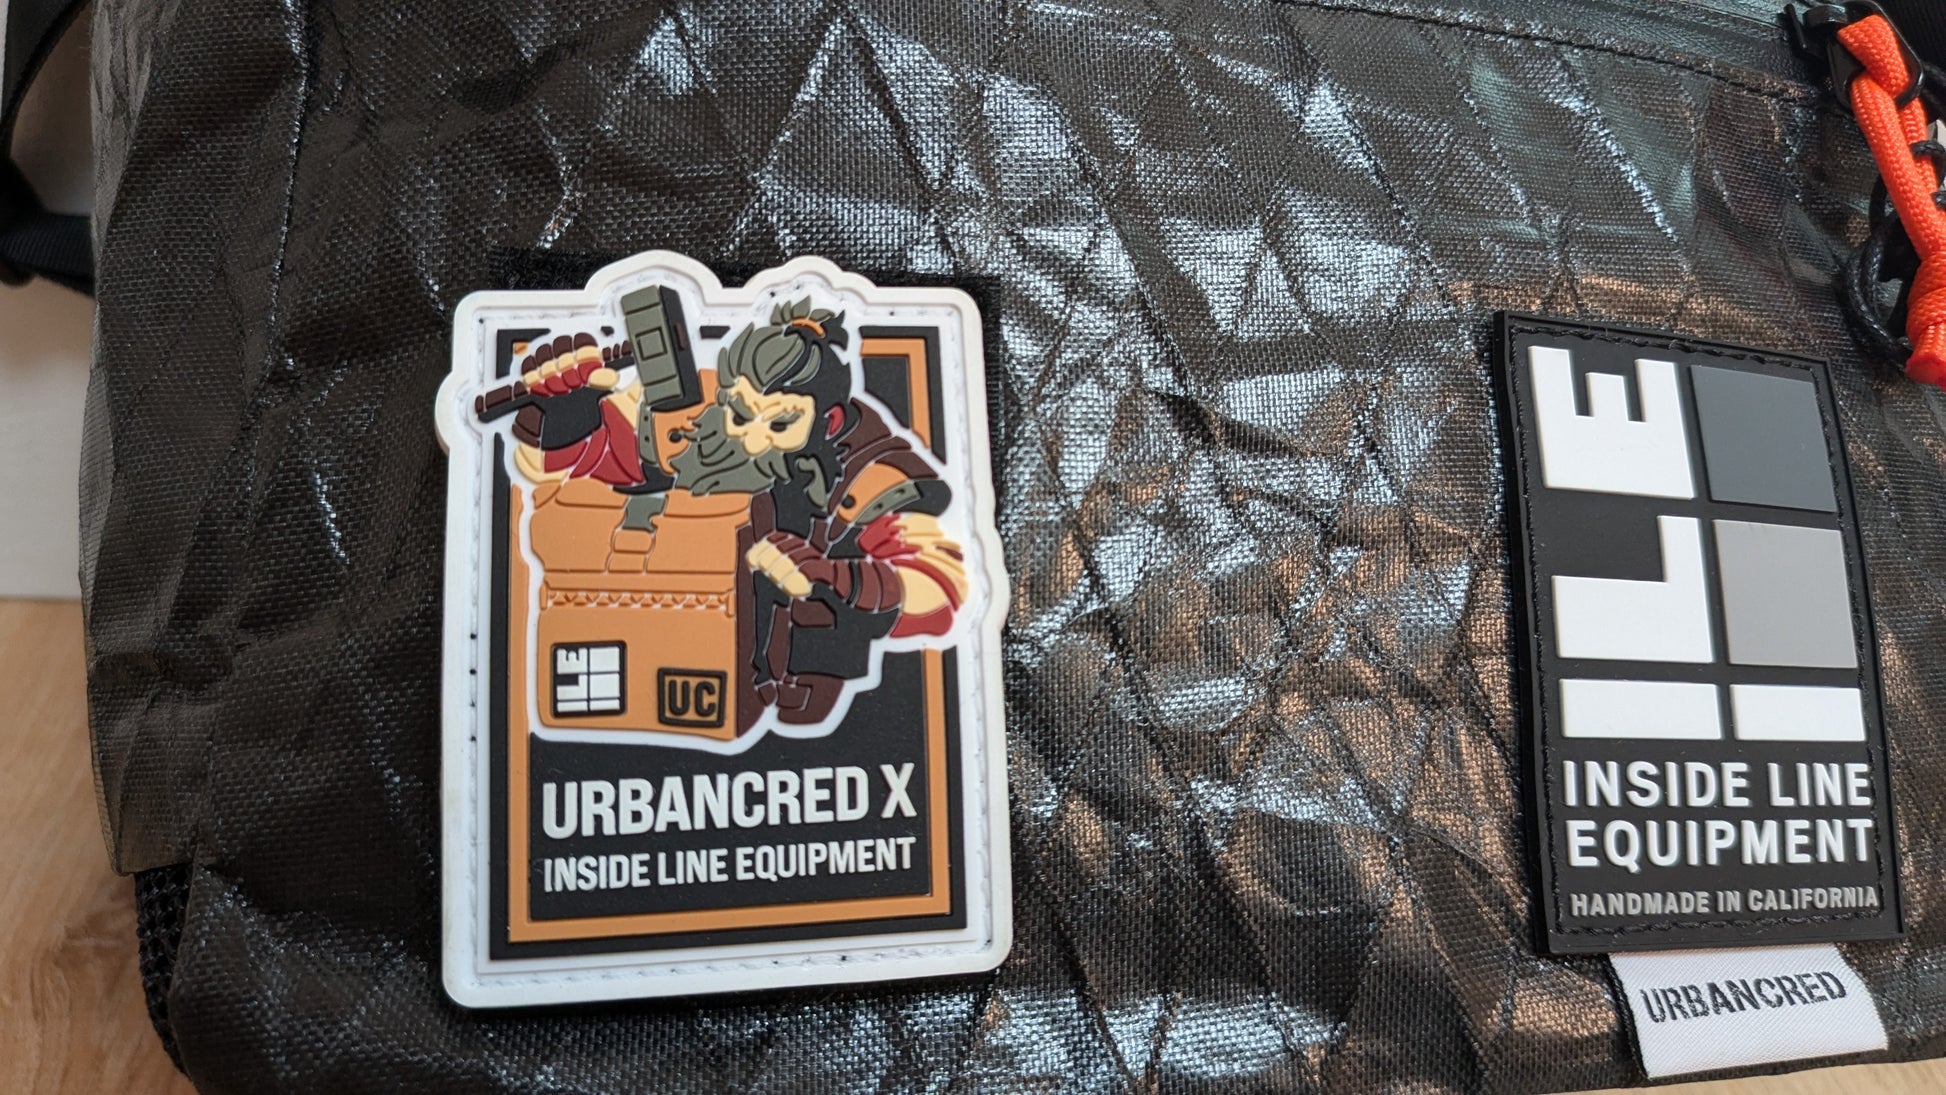 ILE
UC
URBANCRED X
INSIDE LINE EQUIPMENT
ILE
INSIDE LINE
EQUIPMENT
HANDMADE IN CALIFORNIA
URBANCRED